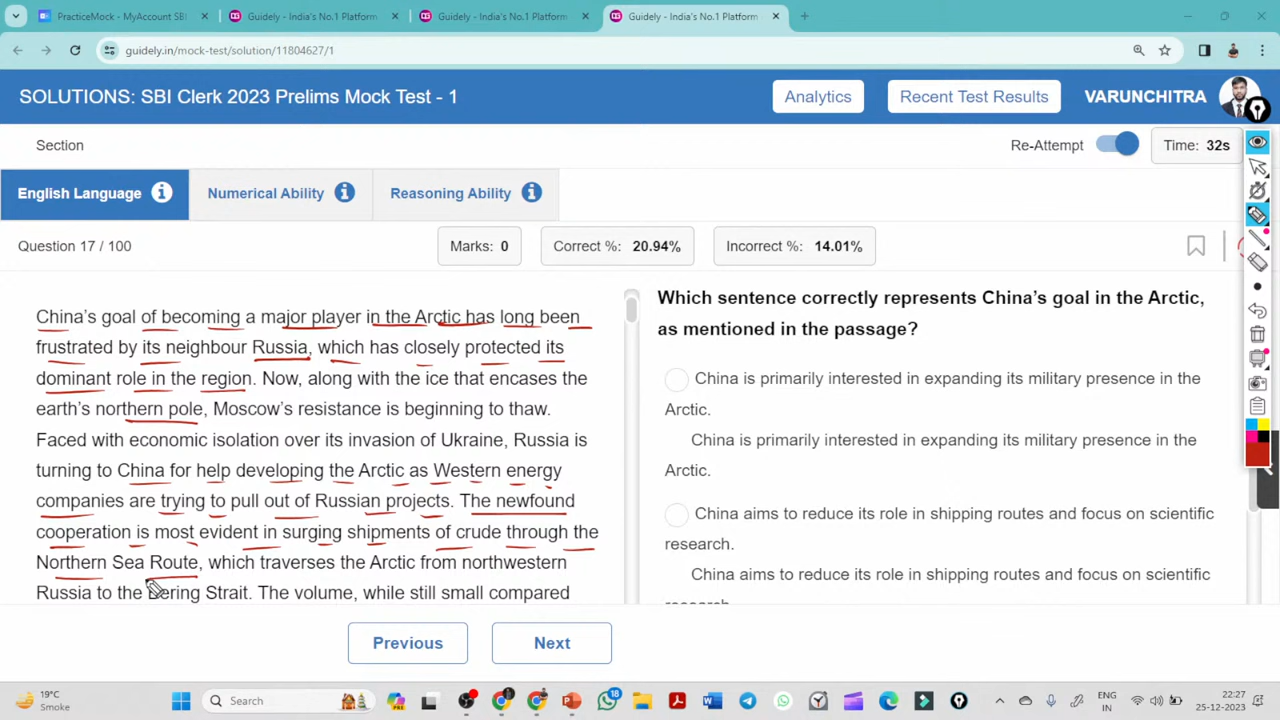 PracticeMock - MyAccount SBI
Guidely - India's No.1 Platform
Guidely - India's No.1 Platform
Guidely - India's No.1 Platform
guidely.in/mock-test/solution/11804627/1
SOLUTIONS: SBI Clerk 2023 Prelims Mock Test - 1
Analytics
Recent Test Results
VARUNCHITRA
Section
Re-Attempt
Time: 32s
English Language
Numerical Ability
Reasoning Ability
Question 17 / 100
Marks: 0
Correct %: 20.94%
Incorrect %: 14.01%
China's goal of becoming a major player in the Arctic has long been
frustrated by its neighbour Russia, which has closely protected its
dominant role in the region. Now, along with the ice that encases the
earth's northern pole, Moscow's resistance is beginning to thaw.
Faced with economic isolation over its invasion of Ukraine, Russia is
turning to China for help developing the Arctic as Western energy
companies are trying to pull out of Russian projects. The newfound
cooperation is most evident in surging shipments of crude through the
Northern Sea Route, which traverses the Arctic from northwestern
Russia to the Bering Strait. The volume, while still small compared
Which sentence correctly represents China's goal in the Arctic,
as mentioned in the passage?
China is primarily interested in expanding its military presence in the
Arctic.
China is primarily interested in expanding its military presence in the
Arctic.
China aims to reduce its role in shipping routes and focus on scientific
research.
China aims to reduce its role in shipping routes and focus on scientific
research.
Previous
Next
19°C
Smoke
Search
18
ENG
IN
22:27
25-12-2023